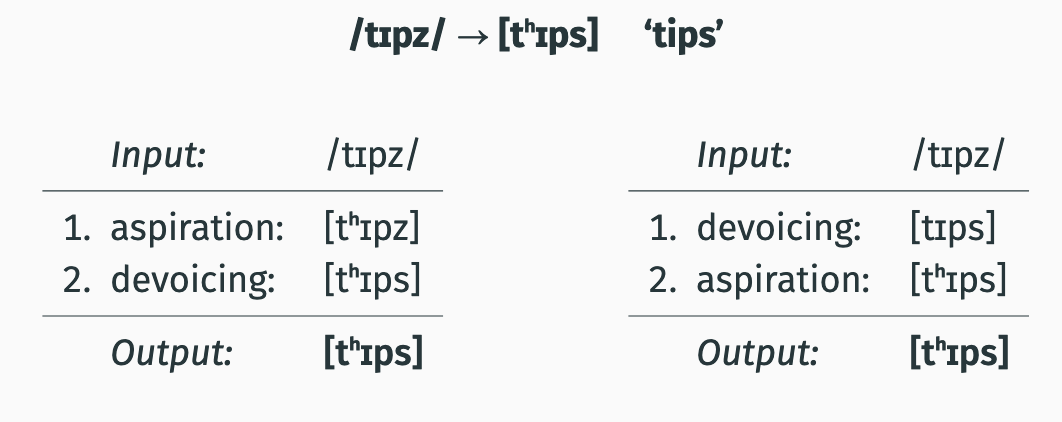 /tɪpz/ → [tʰɪps] ‘tips’
Input: /tɪpz/
1. aspiration: [tʰɪpz]
2. devoicing: [tʰɪps]
Output: [tʰɪps]
Input: /tɪpz/
1. devoicing: [tɪps]
2. aspiration: [tʰɪps]
Output: [tʰɪps]